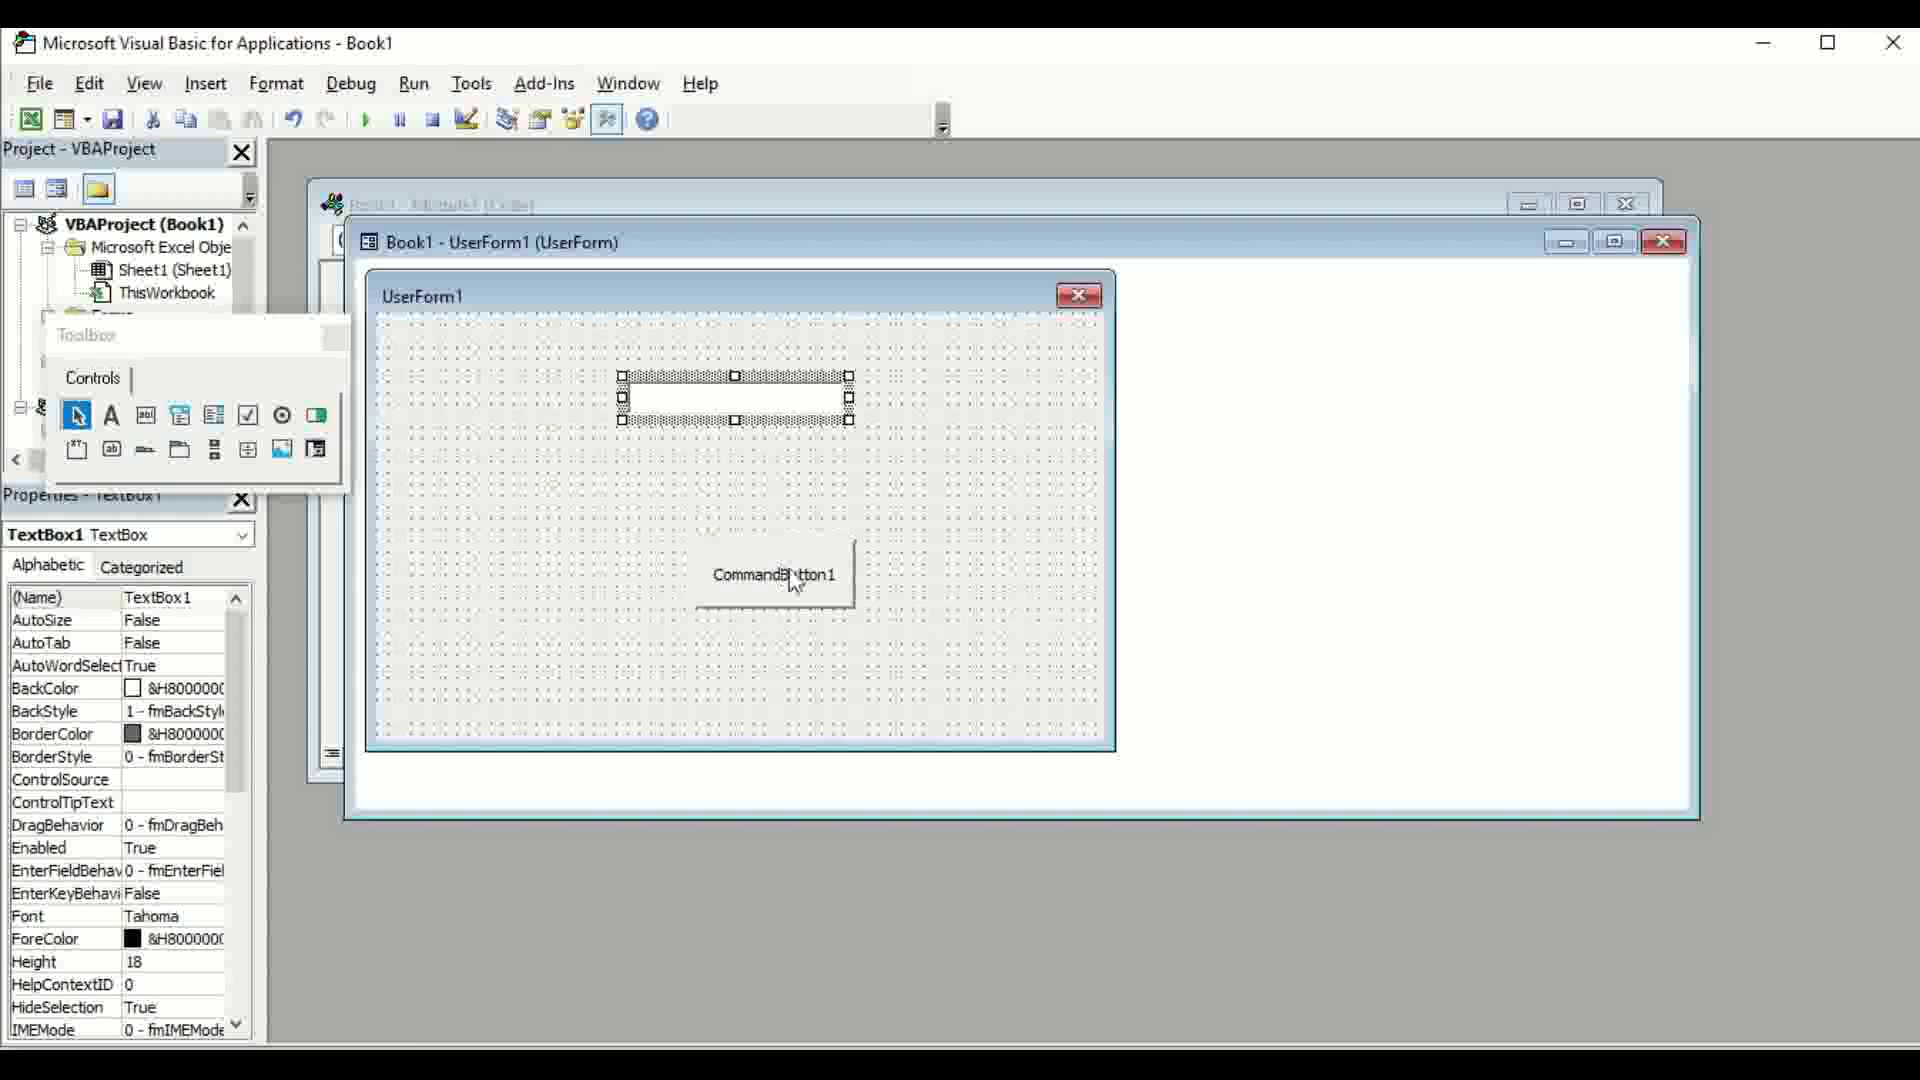 Microsoft Visual Basic for Applications - Book1
File Edit View Insert Format Debug Run Tools Add-Ins Window Help
Project - VBAProject
VBAProject (Book1)
Microsoft Excel Obje
Sheet1 (Sheet1)
ThisWorkbook
Toolbox
Controls
Properties - TextBox1
TextBox1 TextBox
Alphabetic Categorized
(Name) TextBox1
AutoSize False
AutoTab False
AutoWordSelect True
BackColor &H8000000
BackStyle 1 - fmBackStyl
BorderColor &H8000000
BorderStyle 0 - fmBorderSt
ControlSource
ControlTipText
DragBehavior 0 - fmDragBeh
Enabled True
EnterFieldBehav 0 - fmEnterFiel
EnterKeyBehavi False
Font Tahoma
ForeColor &H8000000
Height 18
HelpContextID 0
HideSelection True
IMEMode 0 - fmIMEMode
Book1 - UserForm1 (UserForm)
UserForm1
CommandButton1